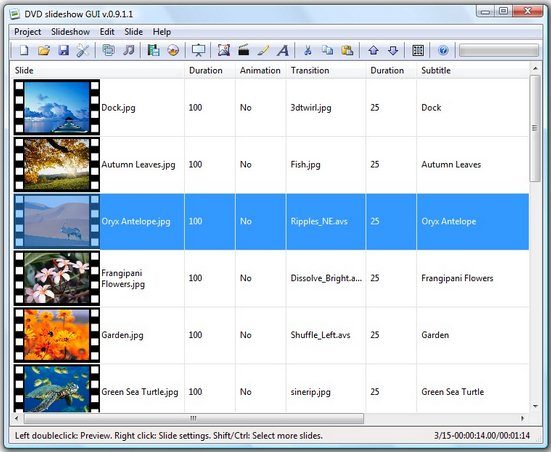 DVD slideshow GUI v.0.9.1.1
Project Slideshow Edit Slide Help
Slide Duration Animation Transition Duration Subtitle
Dock.jpg 100 No 3dtwirl.jpg 25 Dock
Autumn Leaves.jpg 100 No Fish.jpg 25 Autumn Leaves
Oryx Antelope.jpg 100 No Ripples_NE.avs 25 Oryx Antelope
Frangipani
Flowers.jpg 100 No Dissolve_Bright.a... 25 Frangipani Flowers
Garden.jpg 100 No Shuffle_Left.avs 25 Garden
Green Sea Turtle.jpg 100 No sinerip.jpg 25 Green Sea Turtle
Left doubleclick: Preview. Right click: Slide settings. Shift/Ctrl: Select more slides. 3/15-00:00:14.00/00:01:14